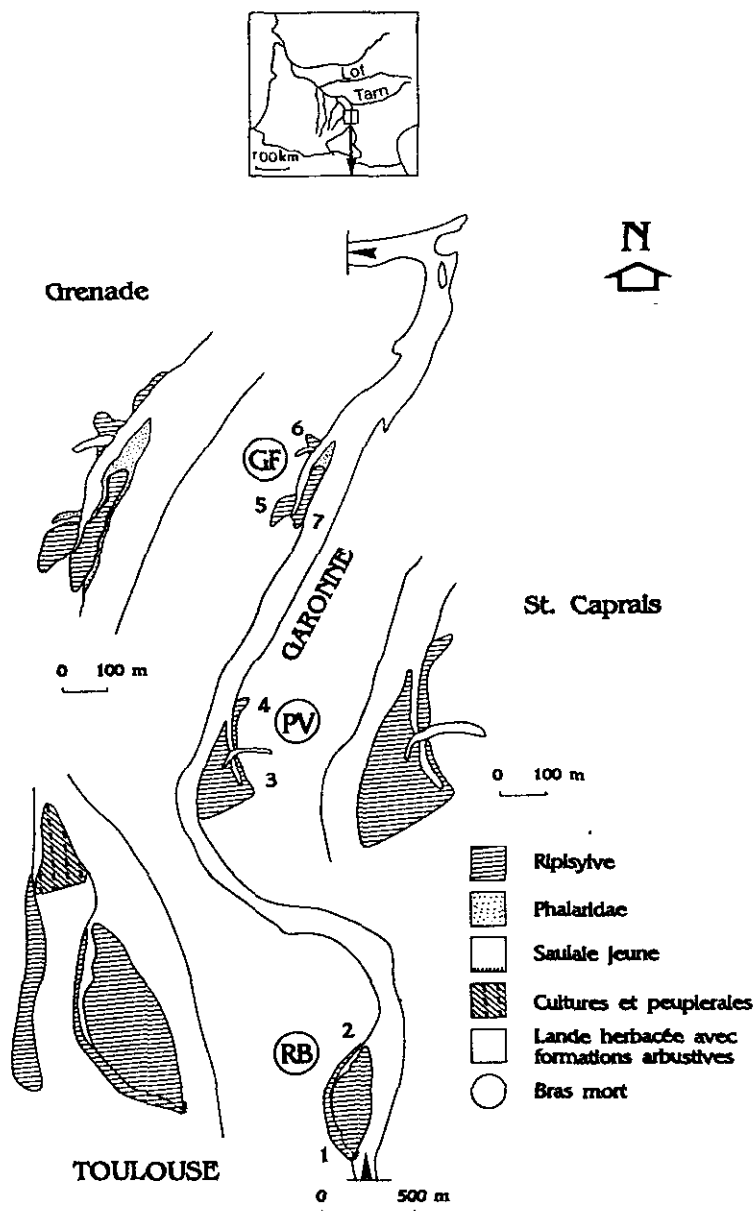 Lot
Tarn
100km
N
Grenade
6
GF
5
7
0 100 m
GARONNE
St. Caprais
4
PV
3
0 100 m
Ripisylve
Phalaridae
Saulaie jeune
Cultures et peuplerales
Lande herbacée avec
formations arbustives
Bras mort
2
RB
1
TOULOUSE
0 500 m